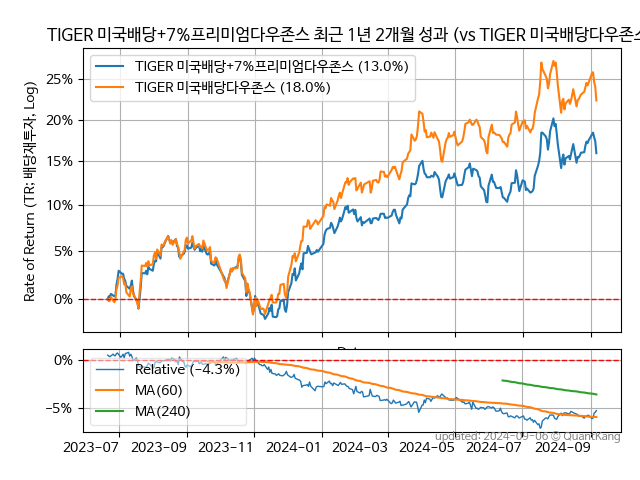 TIGER 미국배당+7%프리미엄다우존스 최근 1년 2개월 성과 (vs TIGER 미국배당다우존스
Rate of Return (TR: 배당재투자, Log)
TIGER 미국배당+7%프리미엄다우존스 (13.0%)
TIGER 미국배당다우존스 (18.0%)
25%
20%
15%
10%
5%
0%
0%
−5%
Relative (−4.3%)
MA(60)
MA(240)
2023−07 2023−09 2023−11 2024−01 2024−03 2024−05 2024−07 2024−09
updated: 2024−09−06 © QuantKang